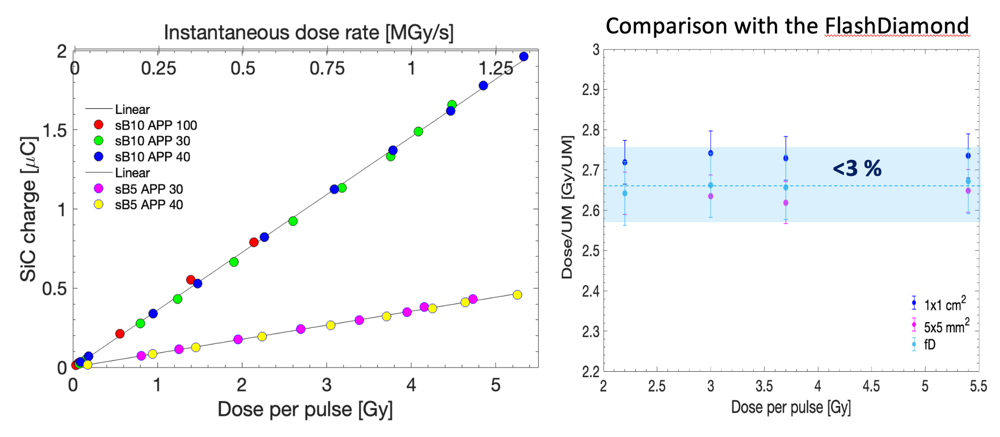 Instantaneous dose rate [MGy/s]
0 0.25 0.5 0.75 1 1.25
2
1.5
1
0.5
0
SiC charge [μC]
Linear
sB10 APP 100
sB10 APP 30
sB10 APP 40
Linear
sB5 APP 30
sB5 APP 40
0 1 2 3 4 5
Dose per pulse [Gy]
Comparison with the FlashDiamond
3
2.9
2.8
2.7
2.6
2.5
2.4
2.3
2.2
Dose/UM [Gy/UM]
<3 %
1x1 cm²
5x5 mm²
fD
2 2.5 3 3.5 4 4.5 5 5.5
Dose per pulse [Gy]